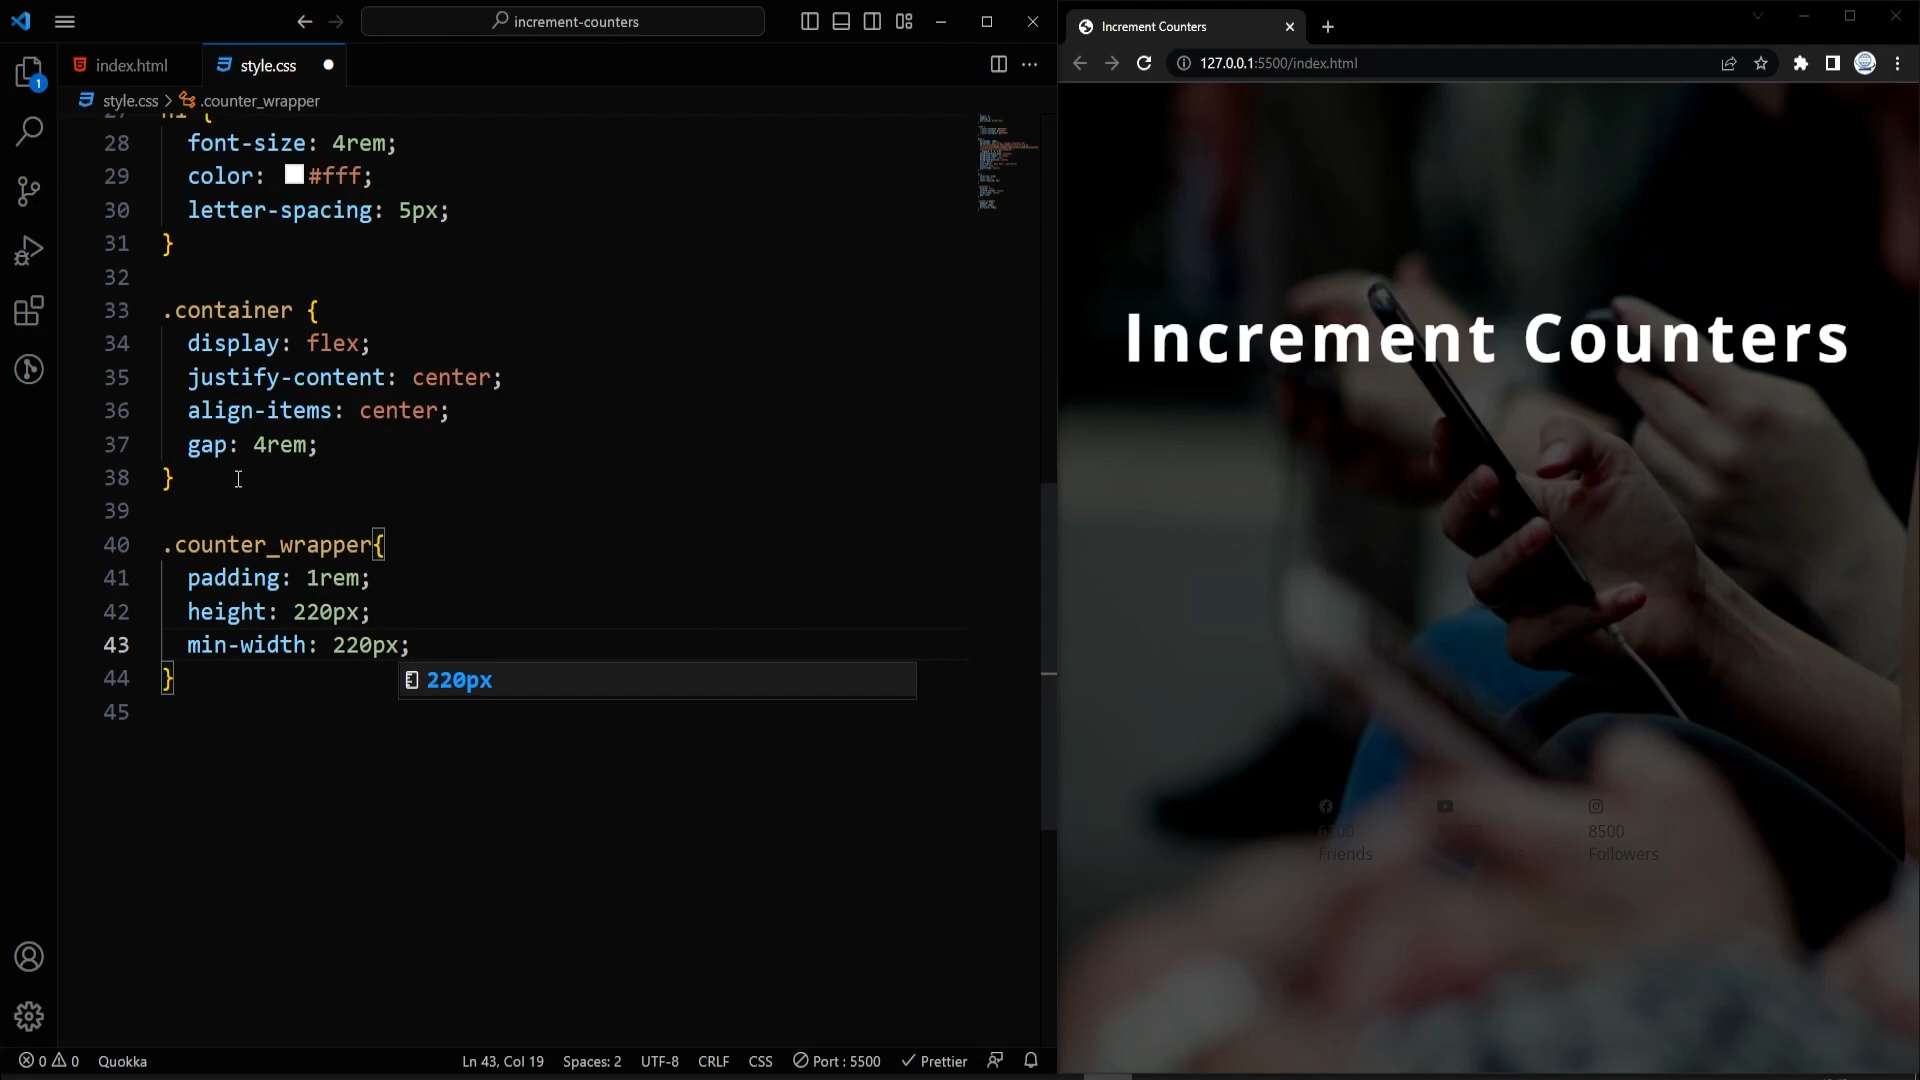 increment-counters
index.html
style.css
style.css > .counter_wrapper
28 font-size: 4rem;
29 color: #fff;
30 letter-spacing: 5px;
31 }
32
33 .container {
34 display: flex;
35 justify-content: center;
36 align-items: center;
37 gap: 4rem;
38 }
39
40 .counter_wrapper{
41 padding: 1rem;
42 height: 220px;
43 min-width: 220px;
44 }
220px
45
1
0 0 Quokka
Ln 43, Col 19 Spaces: 2 UTF-8 CRLF CSS Port : 5500 Prettier
Increment Counters
127.0.0.1:5500/index.html
Increment Counters
8500
Friends
Followers